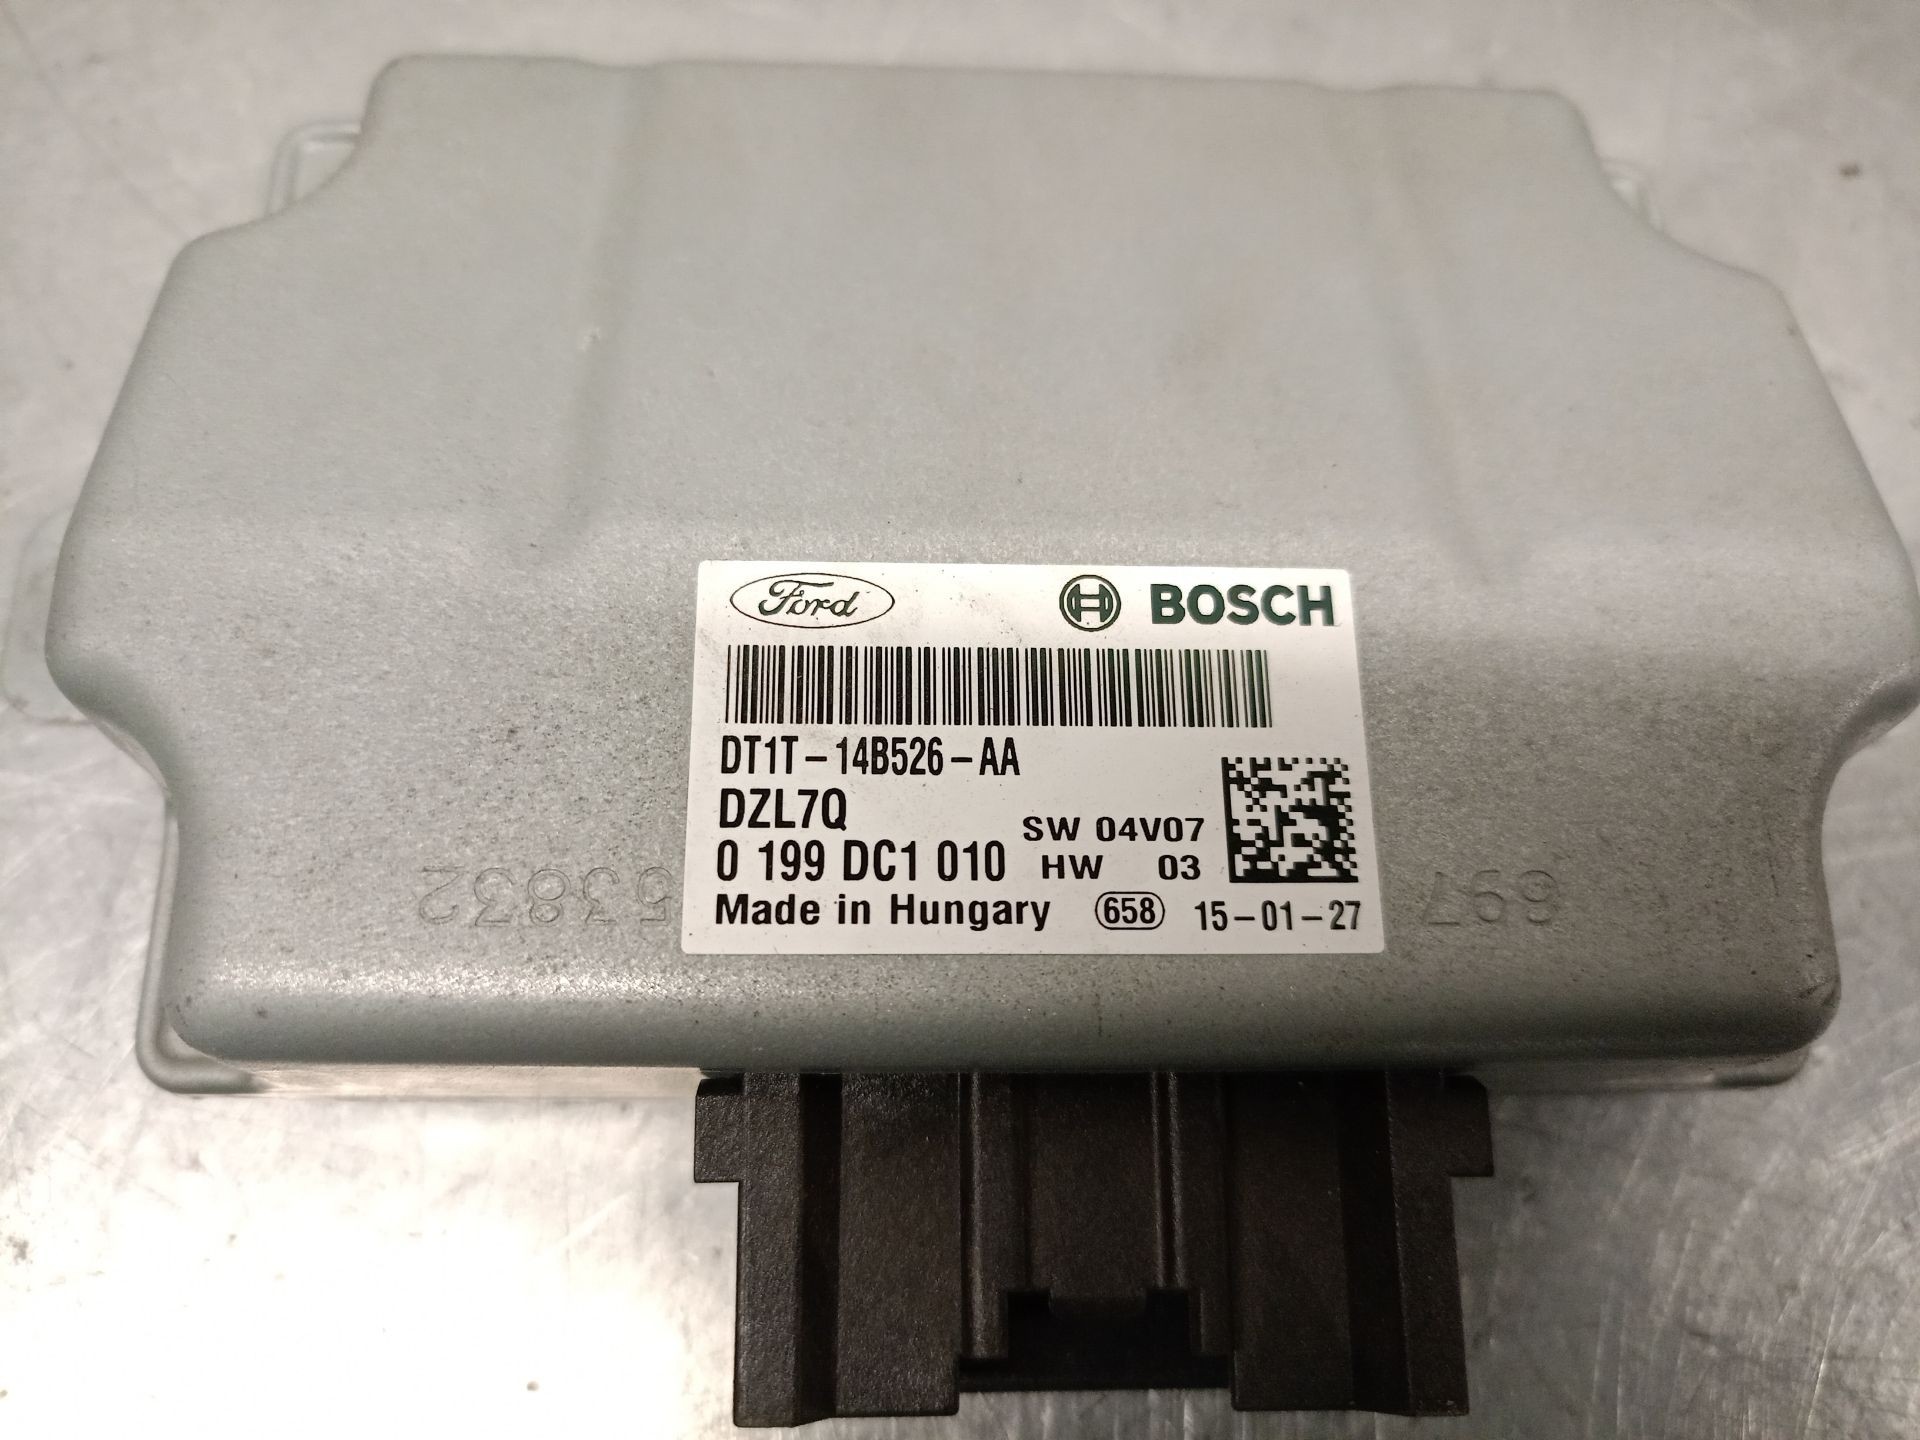 Ford BOSCH
DT1T-14B526-AA
DZL7Q
SW 04V07
0 199 DC1 010 HW 03
Made in Hungary 658 15-01-27
53832 697